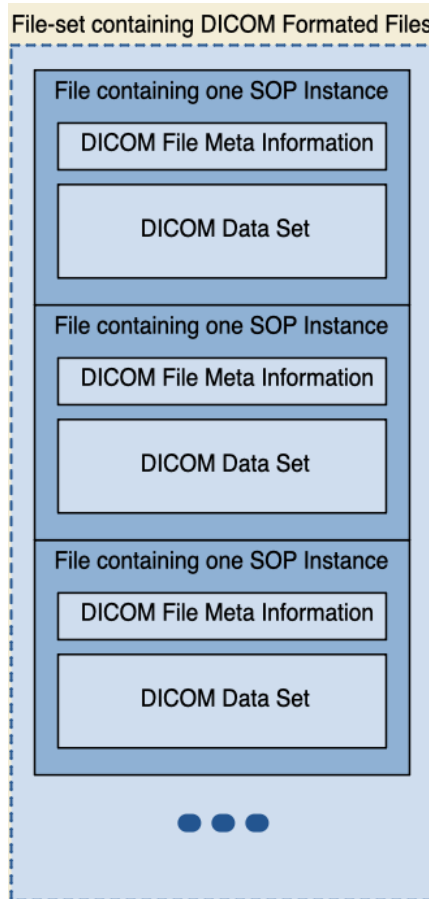 File-set containing DICOM Formated Files
File containing one SOP Instance
DICOM File Meta Information
DICOM Data Set
File containing one SOP Instance
DICOM File Meta Information
DICOM Data Set
File containing one SOP Instance
DICOM File Meta Information
DICOM Data Set